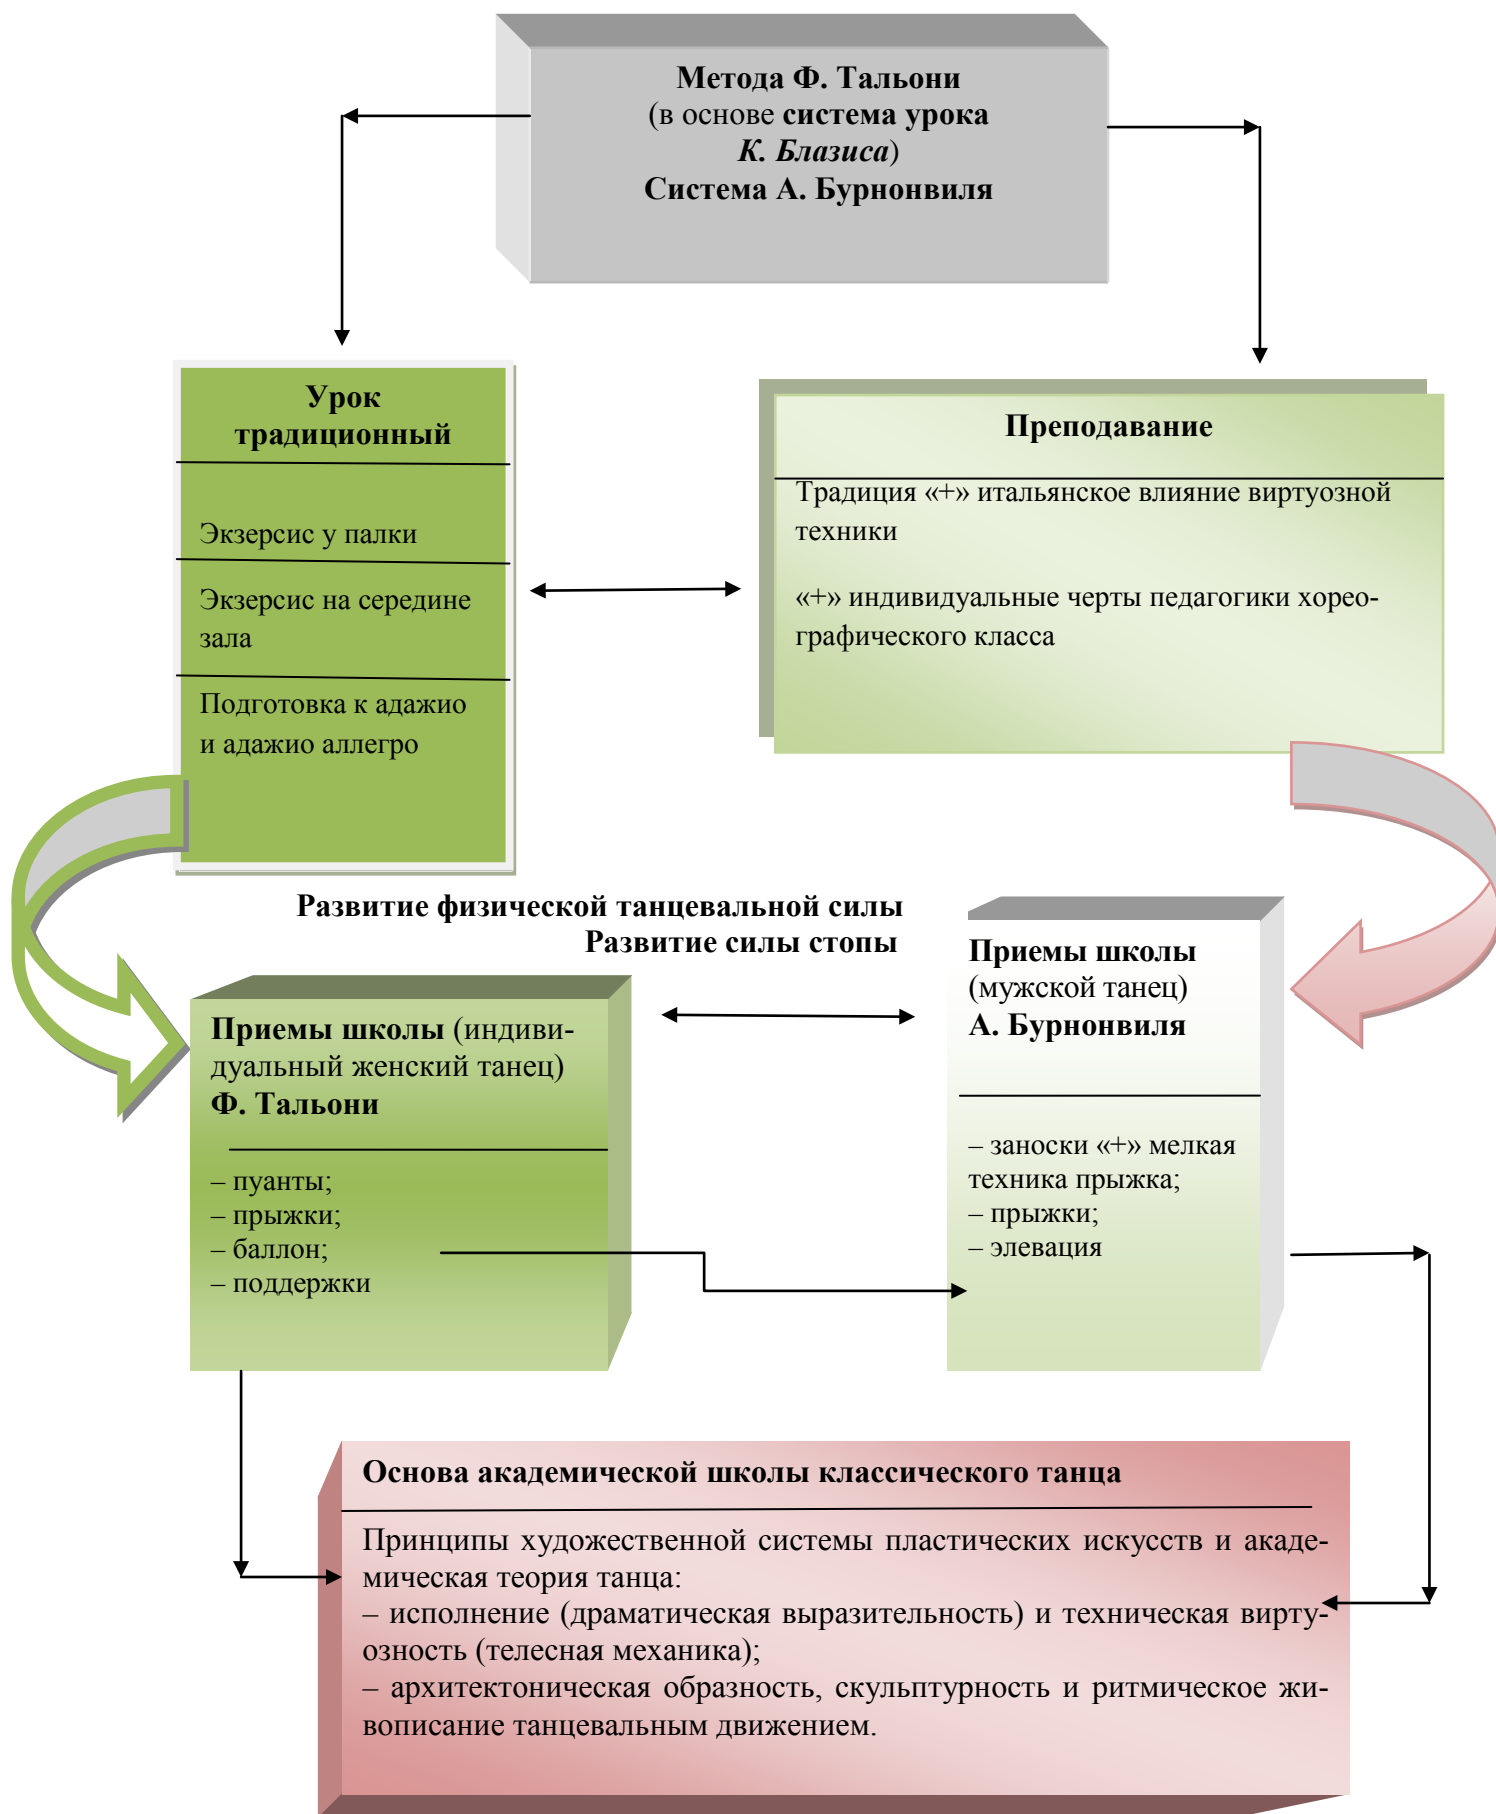 Метода Ф. Тальони
(в основе система урока
К. Блазиса)
Система А. Бурнонвиля
Урок
традиционный
Экзерсис у палки
Экзерсис на середине
зала
Подготовка к адажио
и адажио аллегро
Преподавание
Традиция «+» итальянское влияние виртуозной
техники
«+» индивидуальные черты педагогики хорео-
графического класса
Развитие физической танцевальной силы
Развитие силы стопы
Приемы школы (индиви-
дуальный женский танец)
Ф. Тальони
– пуанты;
– прыжки;
– баллон;
– поддержки
Приемы школы
(мужской танец)
А. Бурнонвиля
– заноски «+» мелкая
техника прыжка;
– прыжки;
– элевация
Основа академической школы классического танца
Принципы художественной системы пластических искусств и акаде-
мическая теория танца:
– исполнение (драматическая выразительность) и техническая вирту-
озность (телесная механика);
– архитектоническая образность, скульптурность и ритмическое жи-
вописание танцевальным движением.